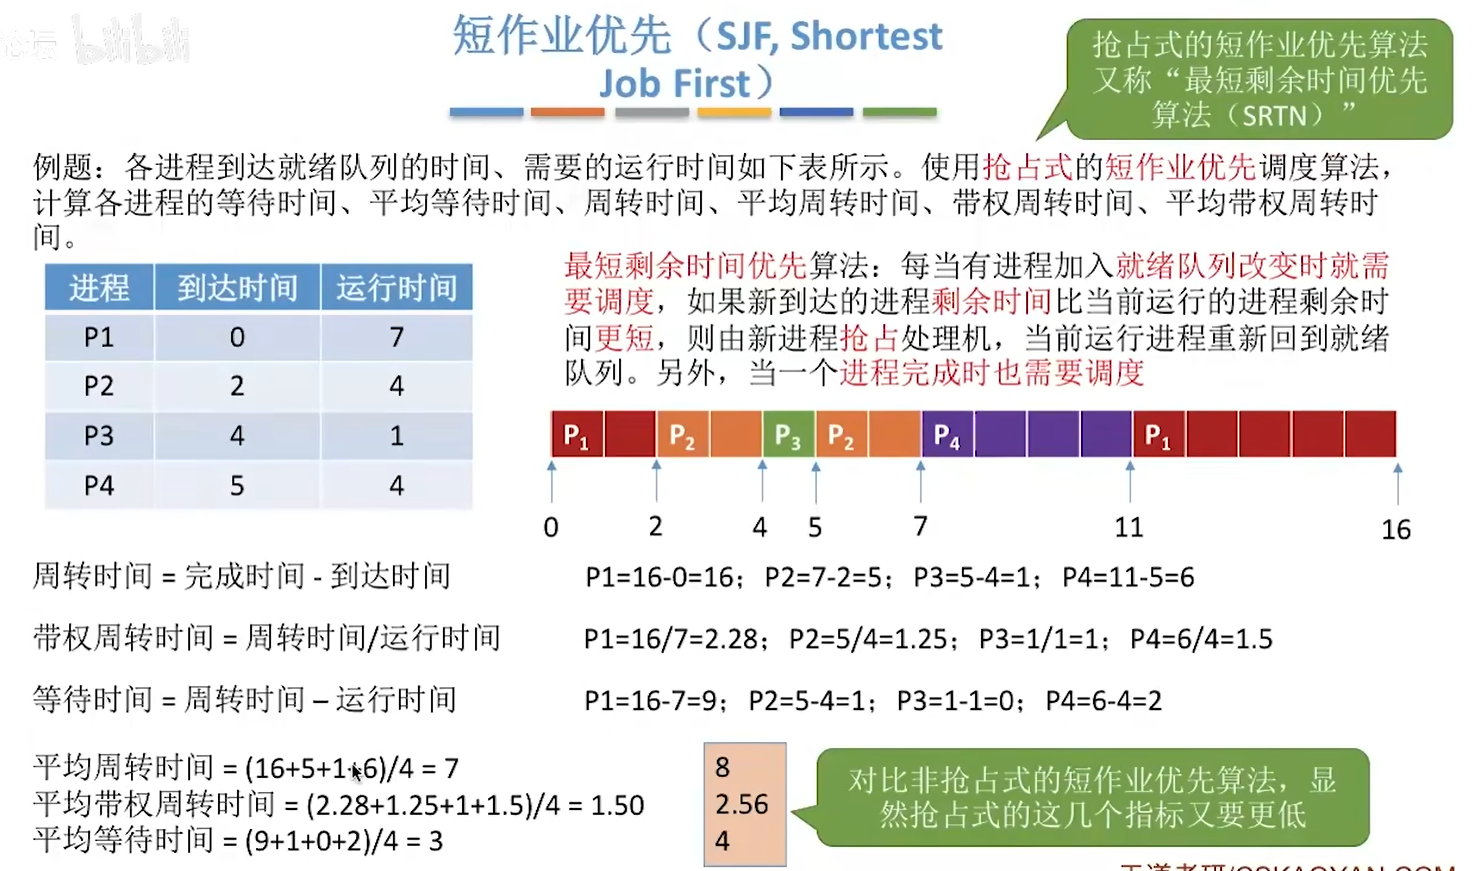 论坛 bilibili
短作业优先（SJF, Shortest
Job First）
抢占式的短作业优先算法
又称“最短剩余时间优先
算法（SRTN）”
例题：各进程到达就绪队列的时间、需要的运行时间如下表所示。使用抢占式的短作业优先调度算法，
计算各进程的等待时间、平均等待时间、周转时间、平均周转时间、带权周转时间、平均带权周转时
间。
进程 到达时间 运行时间
P1 0 7
P2 2 4
P3 4 1
P4 5 4
最短剩余时间优先算法：每当有进程加入就绪队列改变时就需
要调度，如果新到达的进程剩余时间比当前运行的进程剩余时
间更短，则由新进程抢占处理机，当前运行进程重新回到就绪
队列。另外，当一个进程完成时也需要调度
P1 P2 P3 P2 P4 P1
0 2 4 5 7 11 16
周转时间 = 完成时间 - 到达时间 P1=16-0=16；P2=7-2=5；P3=5-4=1；P4=11-5=6
带权周转时间 = 周转时间/运行时间 P1=16/7=2.28；P2=5/4=1.25；P3=1/1=1；P4=6/4=1.5
等待时间 = 周转时间 – 运行时间 P1=16-7=9；P2=5-4=1；P3=1-1=0；P4=6-4=2
平均周转时间 = (16+5+1+6)/4 = 7
平均带权周转时间 = (2.28+1.25+1+1.5)/4 = 1.50
平均等待时间 = (9+1+0+2)/4 = 3
8
2.56
4
对比非抢占式的短作业优先算法，显
然抢占式的这几个指标又要更低